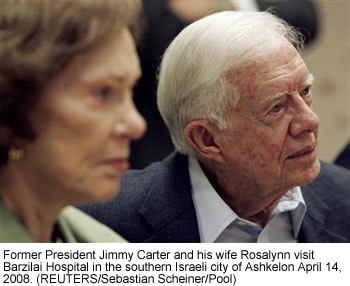 Former President Jimmy Carter and his wife Rosalynn visit
Barzilai Hospital in the southern Israeli city of Ashkelon April 14,
2008. (REUTERS/Sebastian Scheiner/Pool)